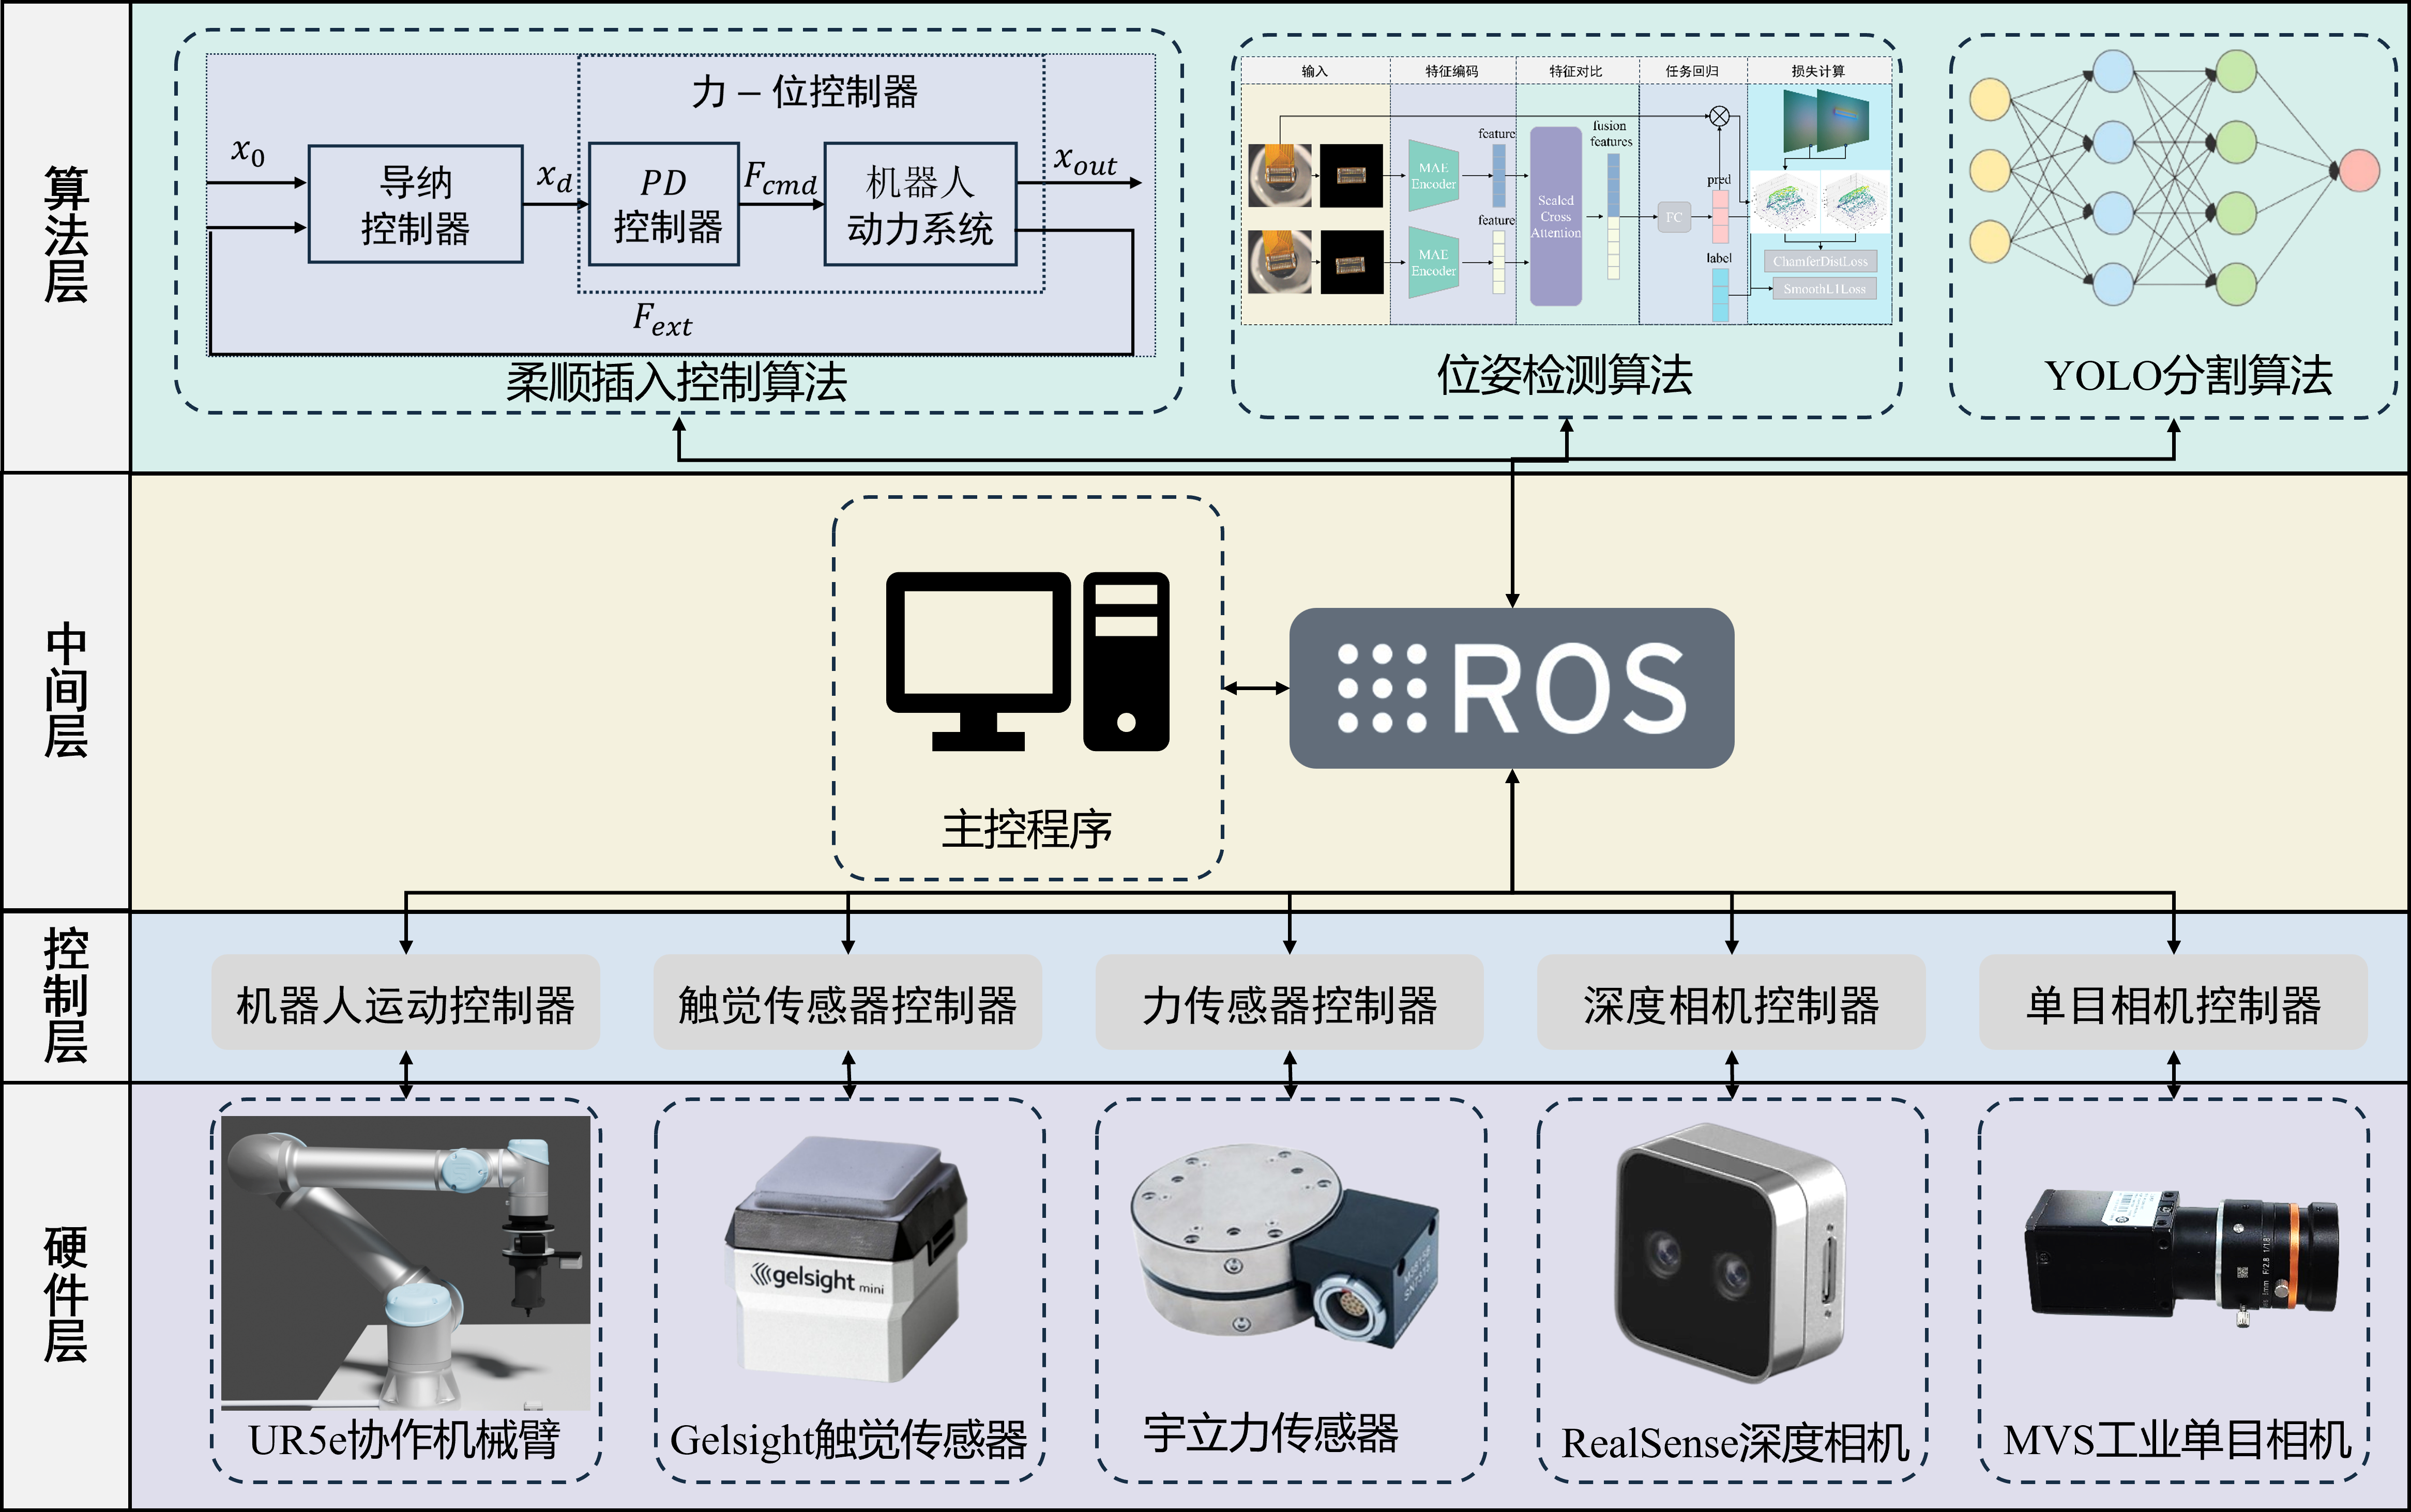 算法层
力－位控制器
x0
导纳
控制器
xd
PD
控制器
Fcmd
机器人
动力系统
xout
Fext
柔顺插入控制算法
输入
特征编码
特征对比
任务回归
损失计算
MAE
Encoder
feature
MAE
Encoder
feature
Scaled
Cross
Attention
fusion
features
FC
pred
label
ChamferDistLoss
SmoothL1Loss
位姿检测算法
YOLO分割算法
中间层
主控程序
ROS
控制层
机器人运动控制器
触觉传感器控制器
力传感器控制器
深度相机控制器
单目相机控制器
硬件层
gelsight mini
UR5e协作机械臂
Gelsight触觉传感器
宇立力传感器
RealSense深度相机
MVS工业单目相机